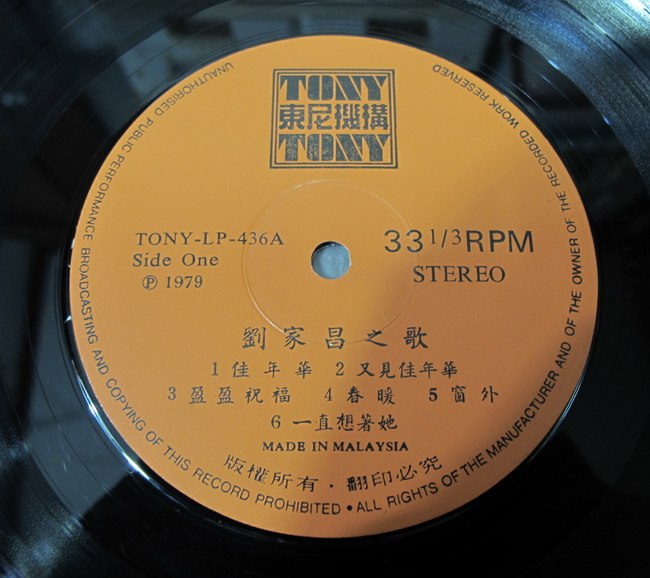 TONY
東尼機構
TONY
TONY-LP-436A
Side One
℗ 1979
33 1/3 RPM
STEREO
劉家昌之歌
1 佳年華 2 又見佳年華
3 盈盈祝福 4 春暖 5 窗外
6 一直想著她
MADE IN MALAYSIA
版權所有·翻印必究
UNAUTHORISED PUBLIC PERFORMANCE BROADCASTING AND COPYING OF THIS RECORD PROHIBITED • ALL RIGHTS OF THE MANUFACTURER AND OF THE OWNER OF THE RECORDED WORK RESERVED